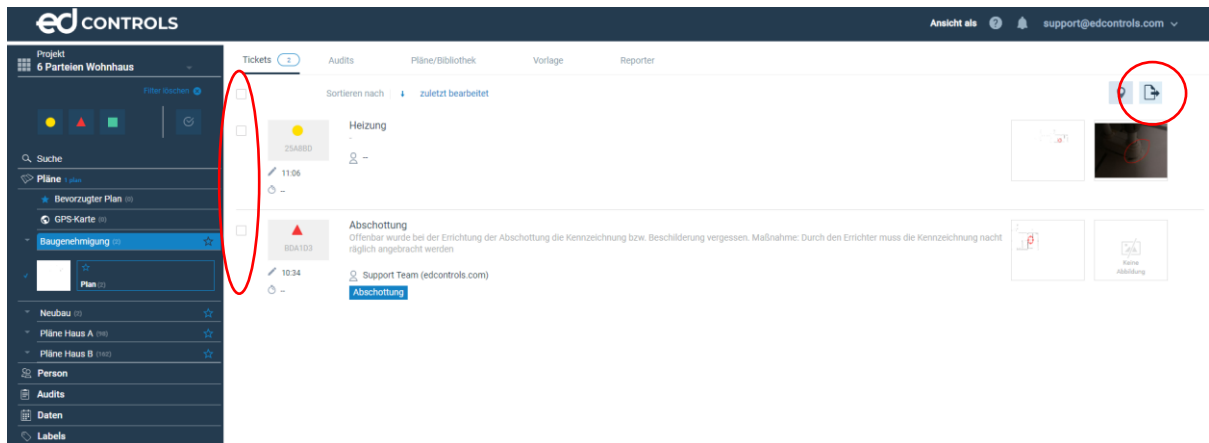 ed CONTROLS
Ansicht als
support@edcontrols.com
Projekt
6 Parteien Wohnhaus
Filter löschen
Suche
Pläne 1 plan
Bevorzugter Plan (0)
GPS-Karte (0)
Baugenehmigung (2)
Plan (2)
Neubau (2)
Pläne Haus A (98)
Pläne Haus B (162)
Person
Audits
Daten
Labels
Tickets 2
Audits
Pläne/Bibliothek
Vorlage
Reporter
Sortieren nach
zuletzt bearbeitet
Heizung
-
25A8BD
--
11:06
--
Abschottung
Offenbar wurde bei der Errichtung der Abschottung die Kennzeichnung bzw. Beschilderung vergessen. Maßnahme: Durch den Errichter muss die Kennzeichnung nacht
räglich angebracht werden
BDA1D3
10:34
Support Team (edcontrols.com)
--
Abschottung
Keine
Abbildung